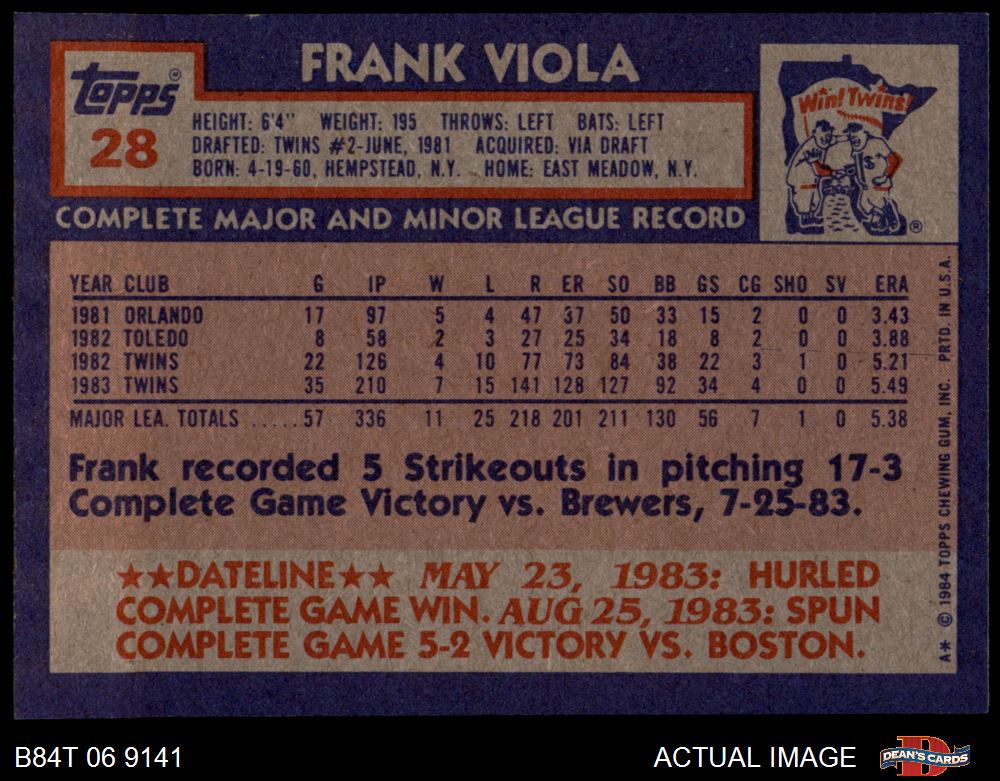 FRANK VIOLA
Topps®
28
HEIGHT: 6'4" WEIGHT: 195 THROWS: LEFT BATS: LEFT
DRAFTED: TWINS #2-JUNE, 1981 ACQUIRED: VIA DRAFT
BORN: 4-19-60, HEMPSTEAD, N.Y. HOME: EAST MEADOW, N.Y.
Win! Twins!
$
®
COMPLETE MAJOR AND MINOR LEAGUE RECORD
YEAR CLUB G IP W L R ER SO BB GS CG SHO SV ERA
1981 ORLANDO 17 97 5 4 47 37 50 33 15 2 0 0 3.43
1982 TOLEDO 8 58 2 3 27 25 34 18 8 2 0 0 3.88
1982 TWINS 22 126 4 10 77 73 84 38 22 3 1 0 5.21
1983 TWINS 35 210 7 15 141 128 127 92 34 4 0 0 5.49
MAJOR LEA. TOTALS .....57 336 11 25 218 201 211 130 56 7 1 0 5.38
Frank recorded 5 Strikeouts in pitching 17-3
Complete Game Victory vs. Brewers, 7-25-83.
★★DATELINE★★ MAY 23, 1983: HURLED
COMPLETE GAME WIN. AUG 25, 1983: SPUN
COMPLETE GAME 5-2 VICTORY VS. BOSTON.
A* © 1984 TOPPS CHEWING GUM, INC. PRTD. IN U.S.A.
B84T 06 9141
ACTUAL IMAGE
DEAN'S CARDS